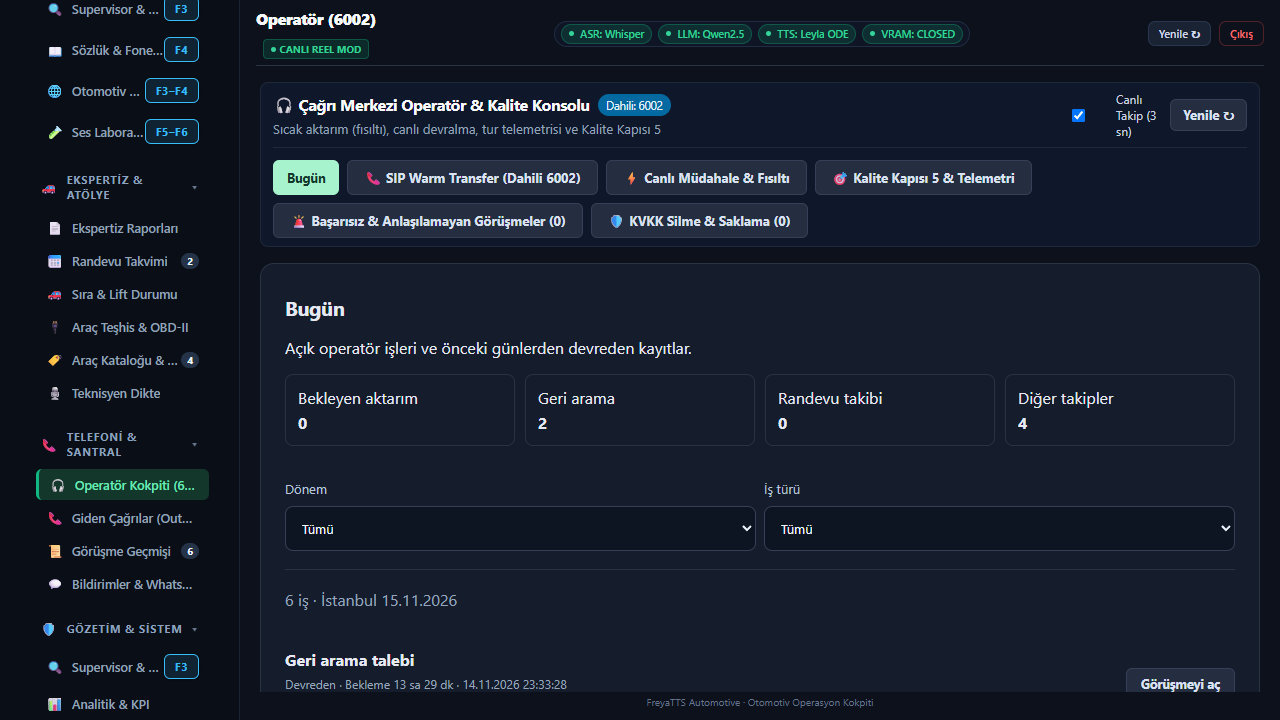 Supervisor & ... F3
Sözlük & Fone... F4
Otomotiv ... F3–F4
Ses Labora... F5–F6
EKSPERTİZ &
ATÖLYE
Ekspertiz Raporları
Randevu Takvimi 2
Sıra & Lift Durumu
Araç Teşhis & OBD-II
Araç Kataloğu & ... 4
Teknisyen Dikte
TELEFONİ &
SANTRAL
Operatör Kokpiti (6...
Giden Çağrılar (Out...
Görüşme Geçmişi 6
Bildirimler & Whats...
GÖZETİM & SİSTEM
Supervisor & ... F3
Analitik & KPI
Operatör (6002)
CANLI REEL MOD
ASR: Whisper
LLM: Qwen2.5
TTS: Leyla ODE
VRAM: CLOSED
Yenile ↻
Çıkış
Çağrı Merkezi Operatör & Kalite Konsolu Dahili: 6002
Sıcak aktarım (fısıltı), canlı devralma, tur telemetrisi ve Kalite Kapısı 5
Canlı
Takip (3
sn)
Yenile ↻
Bugün
SIP Warm Transfer (Dahili 6002)
Canlı Müdahale & Fısıltı
Kalite Kapısı 5 & Telemetri
Başarısız & Anlaşılamayan Görüşmeler (0)
KVKK Silme & Saklama (0)
Bugün
Açık operatör işleri ve önceki günlerden devreden kayıtlar.
Bekleyen aktarım
0
Geri arama
2
Randevu takibi
0
Diğer takipler
4
Dönem
Tümü
İş türü
Tümü
6 iş · İstanbul 15.11.2026
Geri arama talebi
Devreden · Bekleme 13 sa 29 dk · 14.11.2026 23:33:28
Görüşmeyi aç
FreyaTTS Automotive · Otomotiv Operasyon Kokpiti